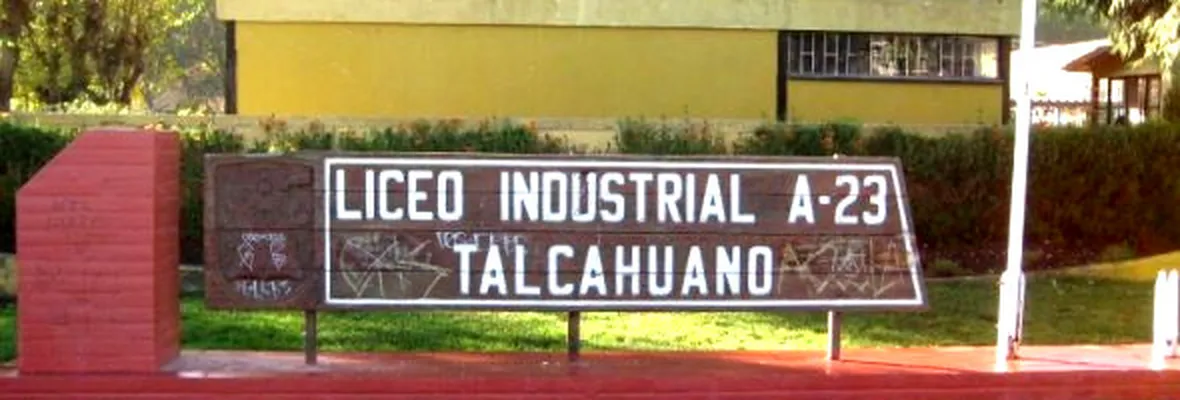 LICEO INDUSTRIAL A-23
TALCAHUANO